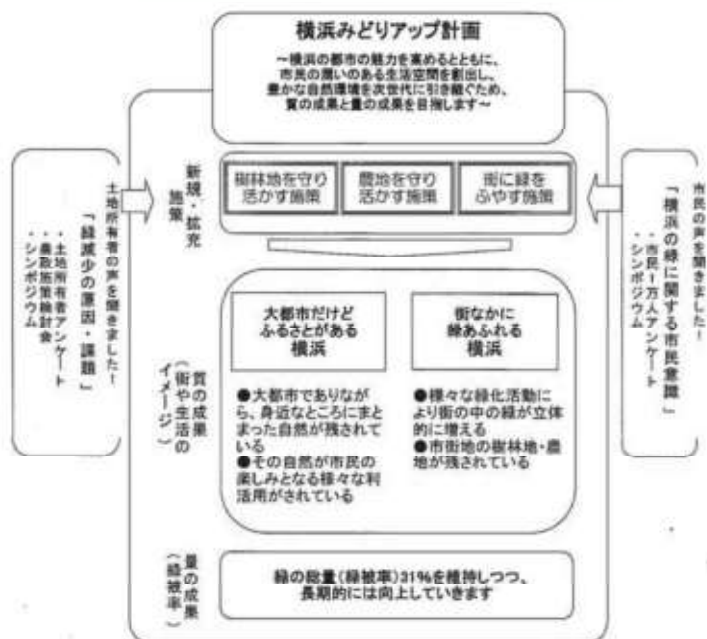 横浜みどりアップ計画
～横浜の都市の魅力を高めるとともに、
市民の潤いのある生活空間を創出し、
豊かな自然環境を次世代に引き継ぐため、
質の成果と量の成果を目指します～
新規・拡充
施策
樹林地を守り
活かす施策
農地を守り
活かす施策
街に緑を
ふやす施策
土地所有者の声を聞きました！
「緑減少の原因・課題」
・土地所有者アンケート
・農政施策検討会
・シンポジウム
市民の声を聞きました！
「横浜の緑に関する市民意識」
・市民1万人アンケート
・シンポジウム
質の成果
(街や生活の
イメージ)
大都市だけど
ふるさとがある
横浜
●大都市でありなが
ら、身近なところにまと
まった自然が残されて
いる
●その自然が市民の
楽しみとなる様々な利
活用がされている
街なかに
緑あふれる
横浜
●様々な緑化活動に
より街の中の緑が立体
的に増える
●市街地の樹林地・農
地が残されている
量の成果
(緑被率)
緑の総量(緑被率)31%を維持しつつ、
長期的には向上していきます